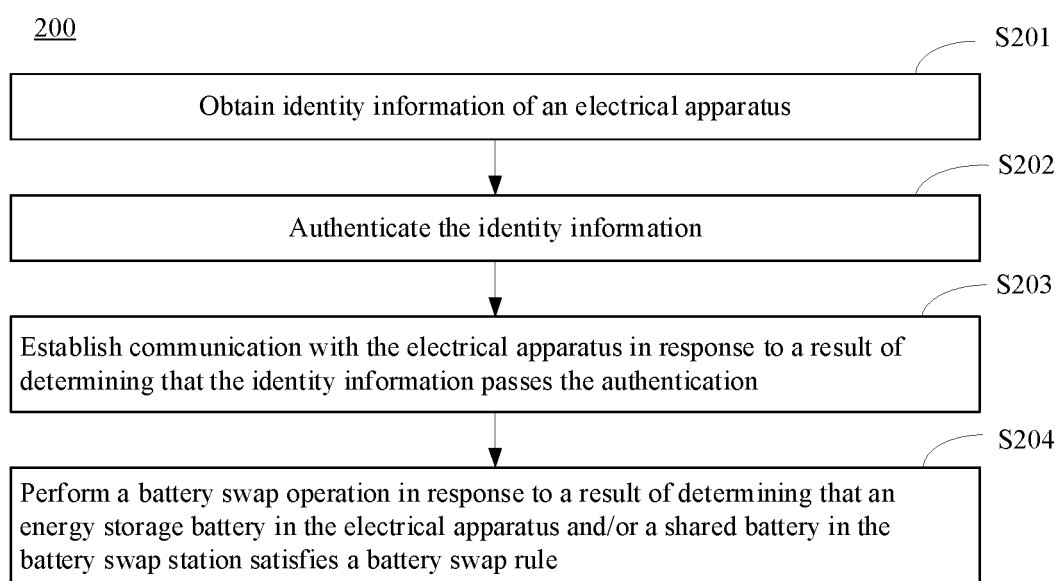 200
S201
Obtain identity information of an electrical apparatus
S202
Authenticate the identity information
S203
Establish communication with the electrical apparatus in response to a result of
determining that the identity information passes the authentication
S204
Perform a battery swap operation in response to a result of determining that an
energy storage battery in the electrical apparatus and/or a shared battery in the
battery swap station satisfies a battery swap rule